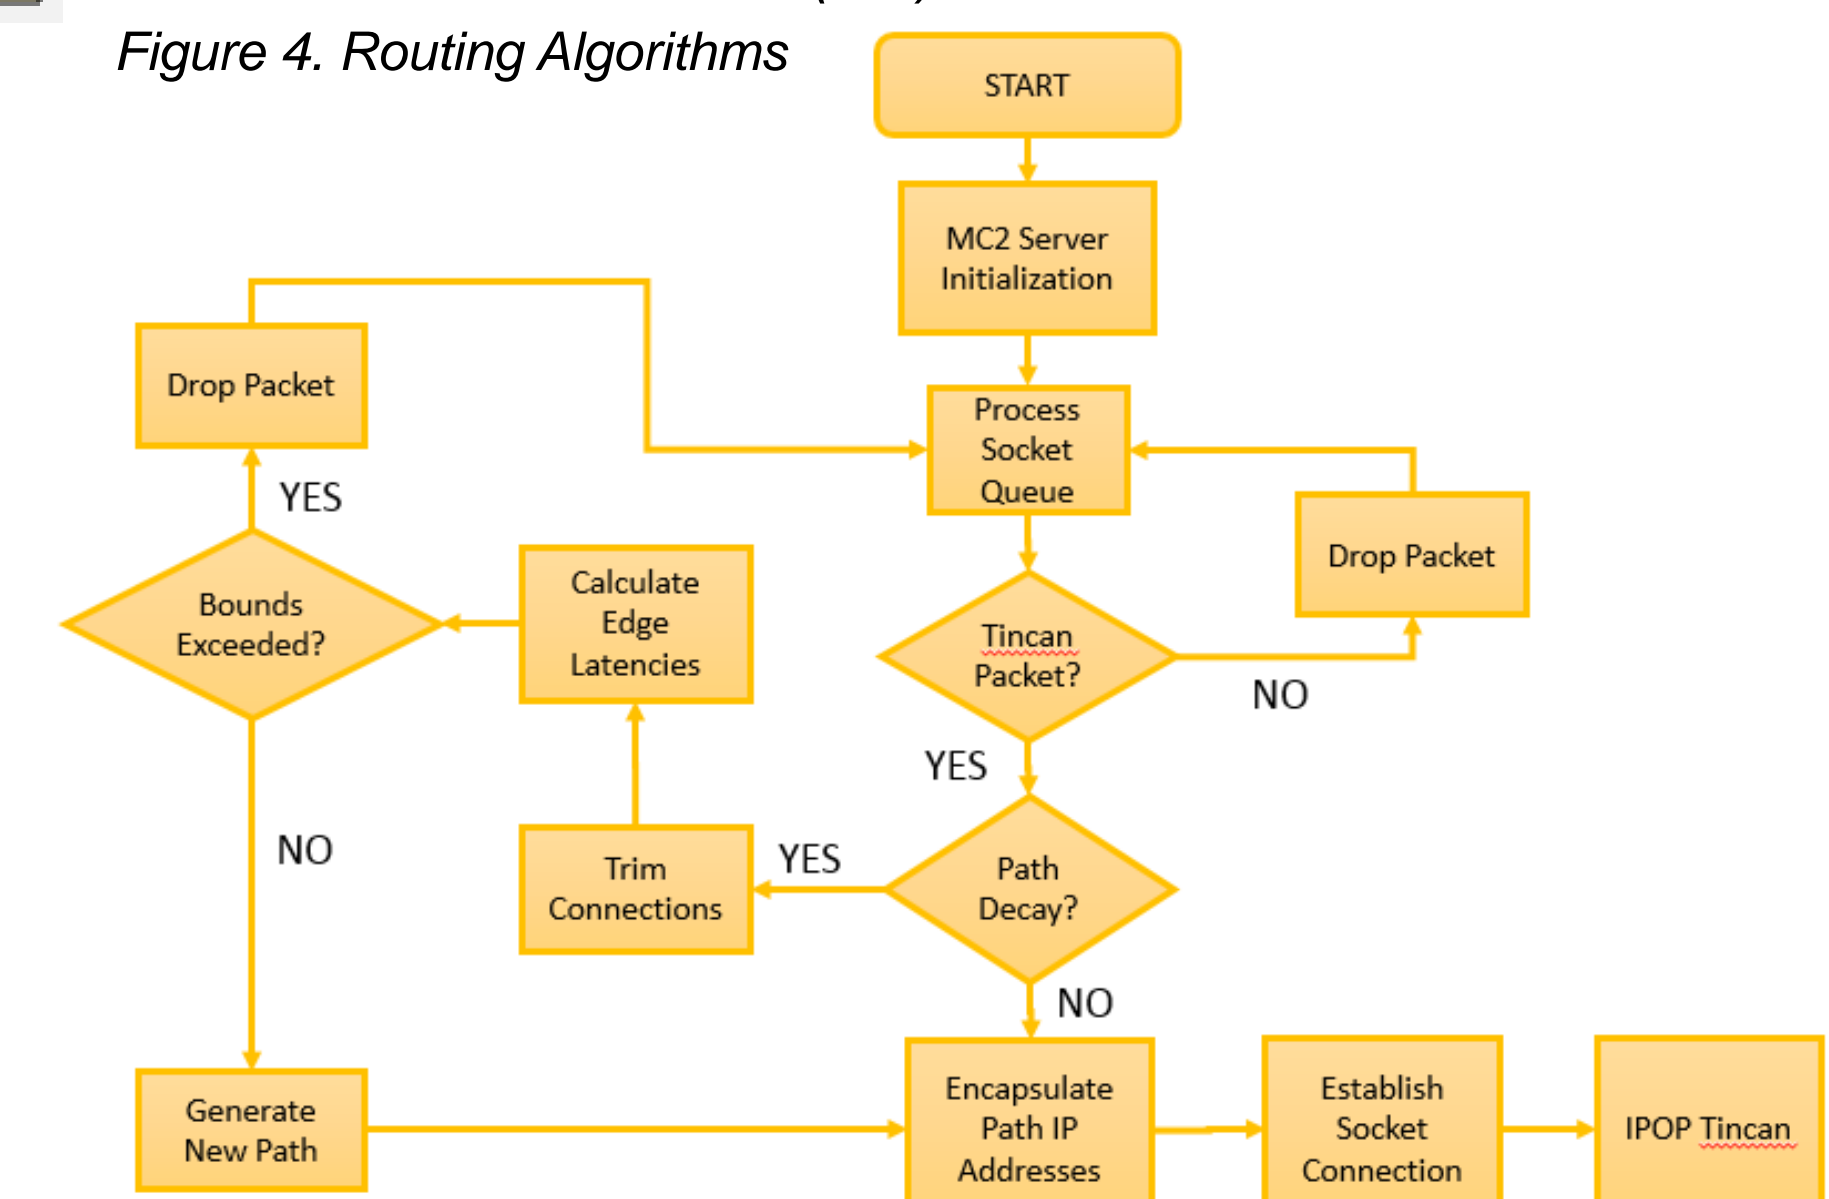 Figure 4. Routing Algorithms
START
MC2 Server
Initialization
Drop Packet
Process
Socket
Queue
YES
Drop Packet
Bounds
Exceeded?
Calculate
Edge
Latencies
Tincan
Packet?
NO
YES
NO
Trim
Connections
YES
Path
Decay?
NO
Generate
New Path
Encapsulate
Path IP
Addresses
Establish
Socket
Connection
IPOP Tincan